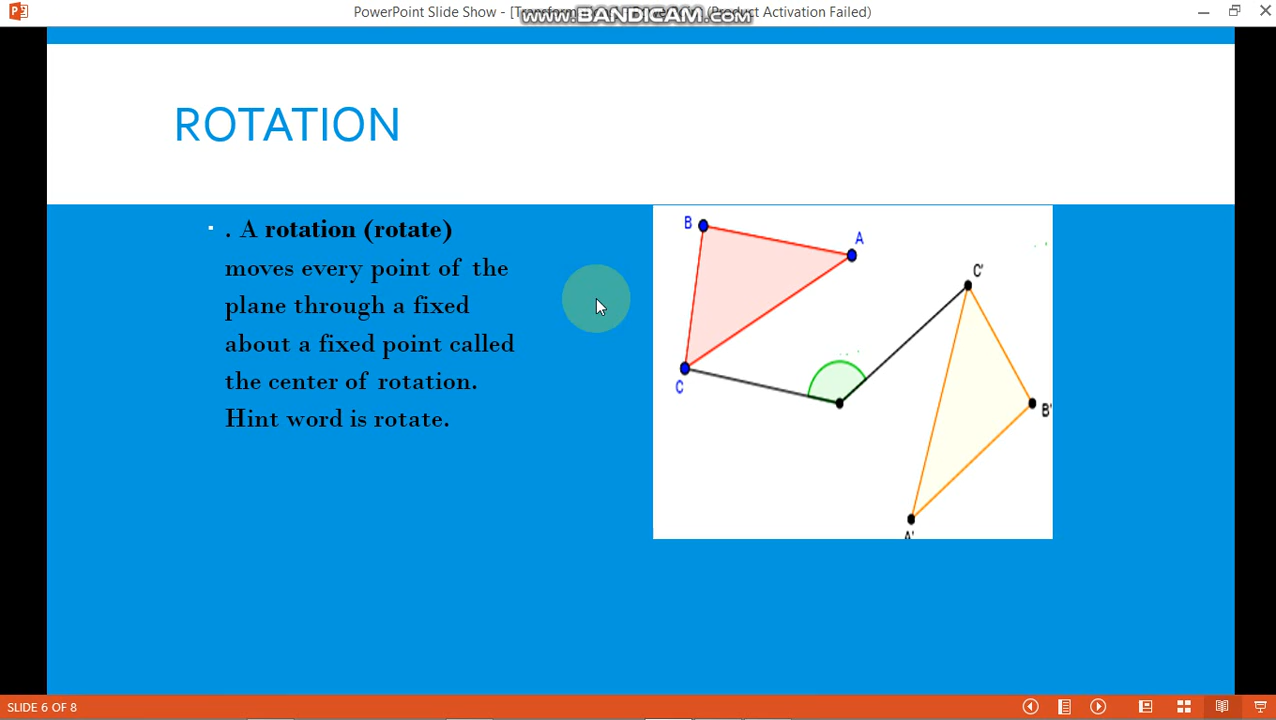 PowerPoint Slide Show - [Transfor www.BANDICAM.com (Product Activation Failed)
ROTATION
. A rotation (rotate)
moves every point of the
plane through a fixed
about a fixed point called
the center of rotation.
Hint word is rotate.
B
A
C'
C
B'
A'
SLIDE 6 OF 8